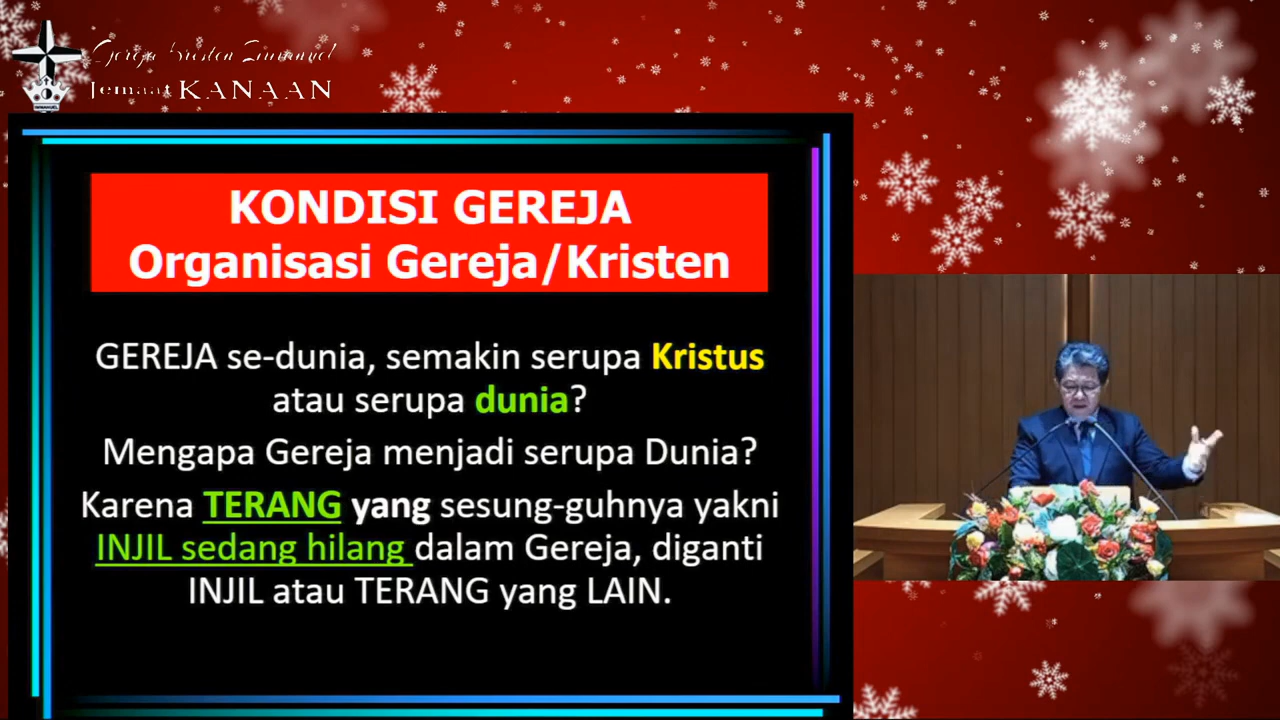 Gereja Kristen Immanuel
Jemaat KANAAN
KONDISI GEREJA
Organisasi Gereja/Kristen
GEREJA se-dunia, semakin serupa Kristus
atau serupa dunia?
Mengapa Gereja menjadi serupa Dunia?
Karena TERANG yang sesung-guhnya yakni
INJIL sedang hilang dalam Gereja, diganti
INJIL atau TERANG yang LAIN.